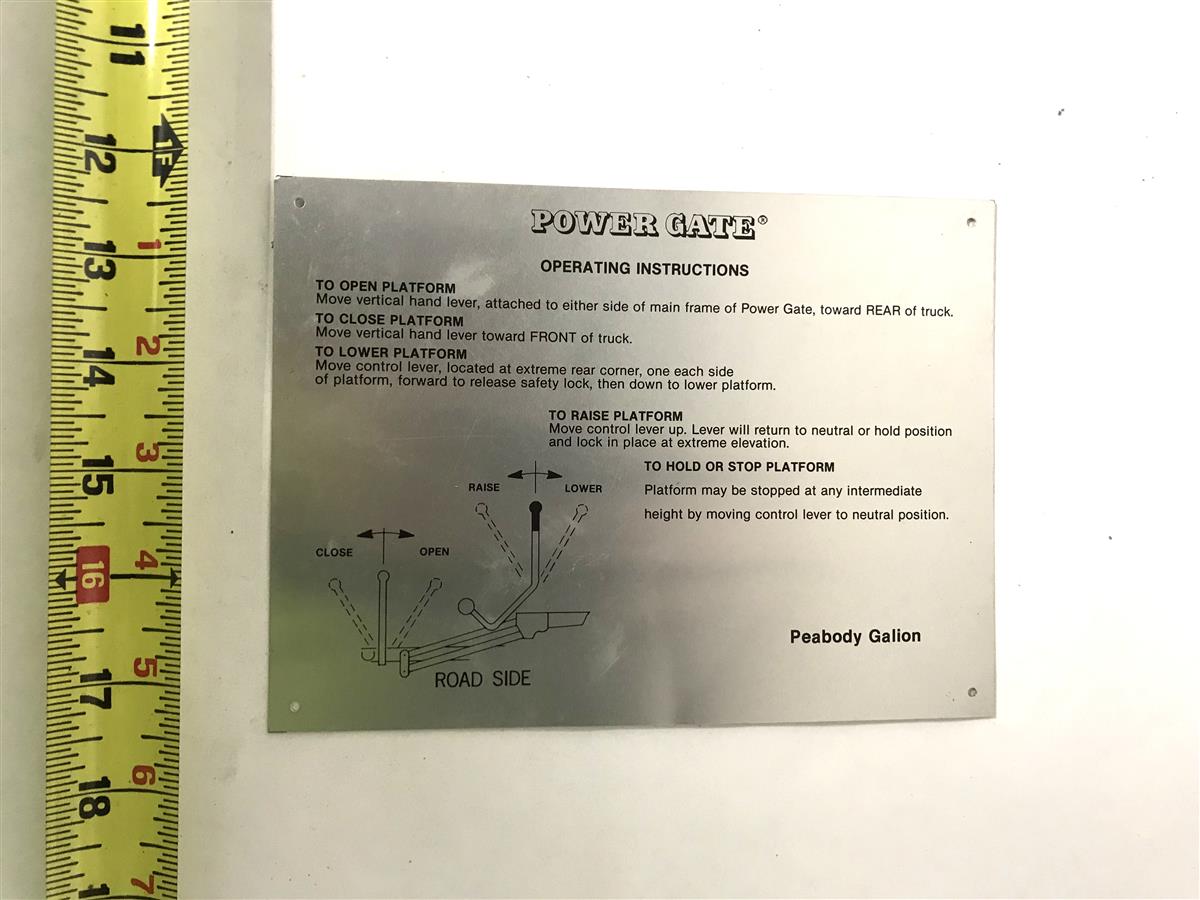 11
12
1F
13
1
14
2
15
3
16
4
17
5
18
6
1
7
POWER GATE®
OPERATING INSTRUCTIONS
TO OPEN PLATFORM
Move vertical hand lever, attached to either side of main frame of Power Gate, toward REAR of truck.
TO CLOSE PLATFORM
Move vertical hand lever toward FRONT of truck.
TO LOWER PLATFORM
Move control lever, located at extreme rear corner, one each side
of platform, forward to release safety lock, then down to lower platform.
TO RAISE PLATFORM
Move control lever up. Lever will return to neutral or hold position
and lock in place at extreme elevation.
TO HOLD OR STOP PLATFORM
Platform may be stopped at any intermediate
height by moving control lever to neutral position.
RAISE LOWER
CLOSE OPEN
ROAD SIDE
Peabody Galion